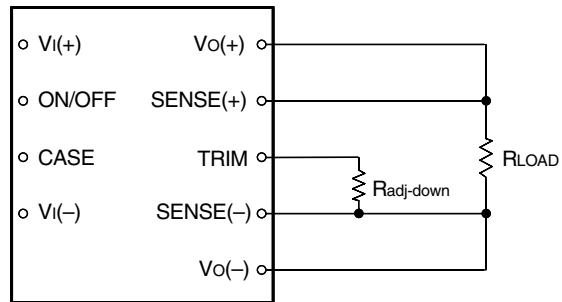 VI(+) VO(+)
ON/OFF SENSE(+)
CASE TRIM RLOAD
Radj-down
VI(–) SENSE(–)
VO(–)